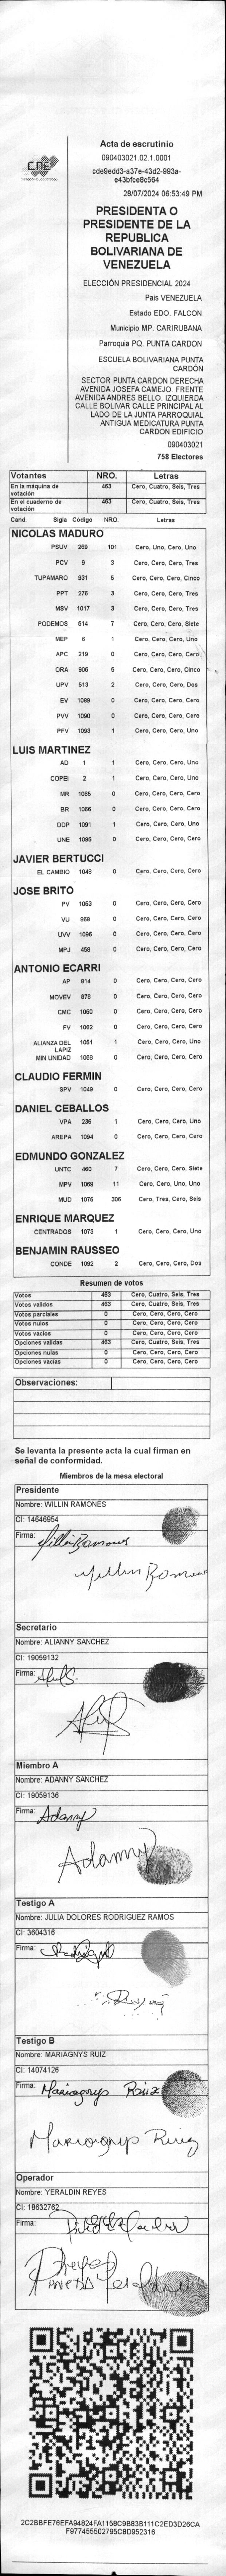 CNE
Acta de escrutinio
090403021.02.1.0001
cde9edd3-a37e-43d2-993a-
e43bfce8c564
28/07/2024 06:53:49 PM
PRESIDENTA O
PRESIDENTE DE LA
REPUBLICA
BOLIVARIANA DE
VENEZUELA
ELECCIÓN PRESIDENCIAL 2024
País VENEZUELA
Estado EDO. FALCON
Municipio MP. CARIRUBANA
Parroquia PQ. PUNTA CARDON
ESCUELA BOLIVARIANA PUNTA
CARDÓN
SECTOR PUNTA CARDON DERECHA
AVENIDA JOSEFA CAMEJO. FRENTE
AVENIDA ANDRES BELLO. IZQUIERDA
CALLE BOLIVAR CALLE PRINCIPAL AL
LADO DE LA JUNTA PARROQUIAL
ANTIGUA MEDICATURA PUNTA
CARDON EDIFICIO
090403021
758 Electores
Votantes NRO. Letras
En la máquina de votación 463 Cero, Cuatro, Seis, Tres
En el cuaderno de votación 463 Cero, Cuatro, Seis, Tres
Cand. Sigla Código NRO. Letras
NICOLAS MADURO
PSUV 269 101 Cero, Uno, Cero, Uno
PCV 9 3 Cero, Cero, Cero, Tres
TUPAMARO 931 5 Cero, Cero, Cero, Cinco
PPT 276 3 Cero, Cero, Cero, Tres
MSV 1017 3 Cero, Cero, Cero, Tres
PODEMOS 514 7 Cero, Cero, Cero, Siete
MEP 6 1 Cero, Cero, Cero, Uno
APC 219 0 Cero, Cero, Cero, Cero
ORA 906 5 Cero, Cero, Cero, Cinco
UPV 613 2 Cero, Cero, Cero, Dos
EV 1089 0 Cero, Cero, Cero, Cero
PVV 1090 0 Cero, Cero, Cero, Cero
PFV 1093 1 Cero, Cero, Cero, Uno
LUIS MARTINEZ
AD 1 1 Cero, Cero, Cero, Uno
COPEI 2 1 Cero, Cero, Cero, Uno
MR 1065 0 Cero, Cero, Cero, Cero
BR 1066 0 Cero, Cero, Cero, Cero
DDP 1091 1 Cero, Cero, Cero, Uno
UNE 1095 0 Cero, Cero, Cero, Cero
JAVIER BERTUCCI
EL CAMBIO 1048 0 Cero, Cero, Cero, Cero
JOSE BRITO
PV 1053 0 Cero, Cero, Cero, Cero
VU 868 0 Cero, Cero, Cero, Cero
UVV 1096 0 Cero, Cero, Cero, Cero
MPJ 458 0 Cero, Cero, Cero, Cero
ANTONIO ECARRI
AP 814 0 Cero, Cero, Cero, Cero
MOVEV 878 0 Cero, Cero, Cero, Cero
CMC 1050 0 Cero, Cero, Cero, Cero
FV 1062 0 Cero, Cero, Cero, Cero
ALIANZA DEL LAPIZ 1051 1 Cero, Cero, Cero, Uno
MIN UNIDAD 1068 0 Cero, Cero, Cero, Cero
CLAUDIO FERMIN
SPV 1049 0 Cero, Cero, Cero, Cero
DANIEL CEBALLOS
VPA 236 1 Cero, Cero, Cero, Uno
AREPA 1094 0 Cero, Cero, Cero, Cero
EDMUNDO GONZALEZ
UNTC 460 7 Cero, Cero, Cero, Siete
MPV 1069 11 Cero, Cero, Uno, Uno
MUD 1075 306 Cero, Tres, Cero, Seis
ENRIQUE MARQUEZ
CENTRADOS 1073 1 Cero, Cero, Cero, Uno
BENJAMIN RAUSSEO
CONDE 1092 2 Cero, Cero, Cero, Dos
Resumen de votos
Votos 463 Cero, Cuatro, Seis, Tres
Votos validos 463 Cero, Cuatro, Seis, Tres
Votos parciales 0 Cero, Cero, Cero, Cero
Votos nulos 0 Cero, Cero, Cero, Cero
Votos vacios 0 Cero, Cero, Cero, Cero
Opciones validas 463 Cero, Cuatro, Seis, Tres
Opciones nulas 0 Cero, Cero, Cero, Cero
Opciones vacias 0 Cero, Cero, Cero, Cero
Observaciones:
Se levanta la presente acta la cual firman en
señal de conformidad.
Miembros de la mesa electoral
Presidente
Nombre: WILLIN RAMONES
CI: 14646954
Firma: Willin Ramones
Willin Ramones
Secretario
Nombre: ALIANNY SANCHEZ
CI: 19059132
Firma:
Miembro A
Nombre: ADANNY SANCHEZ
CI: 19059136
Firma: Adanny
Adanny
Testigo A
Nombre: JULIA DOLORES RODRIGUEZ RAMOS
CI: 3604316
Firma:
Testigo B
Nombre: MARIAGNYS RUIZ
CI: 14074126
Firma: Mariagnys Ruiz
Mariagnys Ruiz
Operador
Nombre: YERALDIN REYES
CI: 18632762
Firma:
2C2BBFE76EFA94824FA1158C9B83B111C2ED3D26CA
F977455502795C8D952316